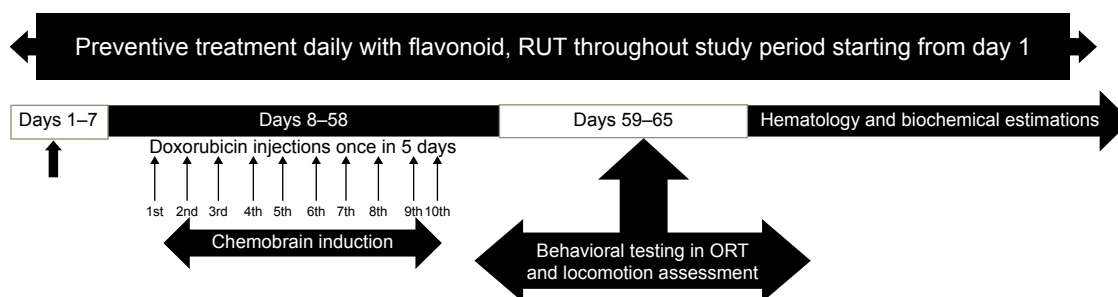 Preventive treatment daily with flavonoid, RUT throughout study period starting from day 1
Days 1–7
Days 8–58
Days 59–65
Hematology and biochemical estimations
Doxorubicin injections once in 5 days
1st 2nd 3rd 4th 5th 6th 7th 8th 9th 10th
Chemobrain induction
Behavioral testing in ORT
and locomotion assessment